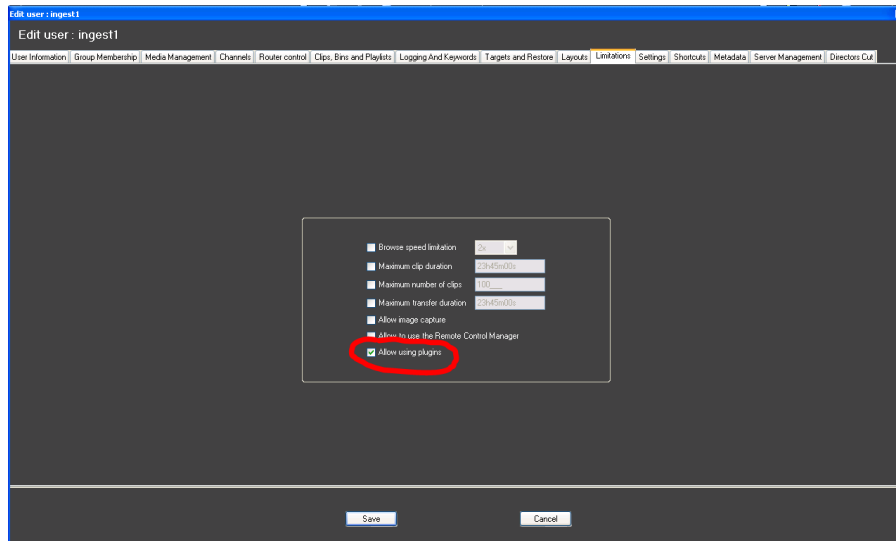 Edit user : ingest1
Edit user : ingest1
User Information Group Membership Media Management Channels Router control Clips, Bins and Playlists Logging And Keywords Targets and Restore Layouts Limitations Settings Shortcuts Metadata Server Management Directors Cut
Browse speed limitation 2x
Maximum clip duration 23h45m00s
Maximum number of clips 100___
Maximum transfer duration 23h45m00s
Allow image capture
Allow to use the Remote Control Manager
Allow using plugins
Save Cancel